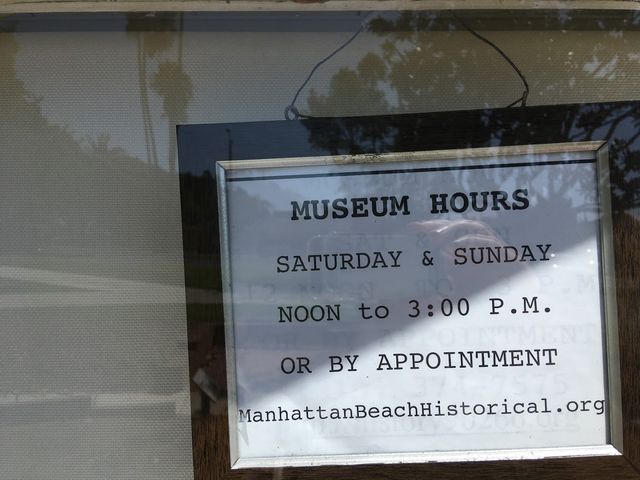 MUSEUM HOURS
SATURDAY & SUNDAY
NOON to 3:00 P.M.
OR BY APPOINTMENT
ManhattanBeachHistorical.org